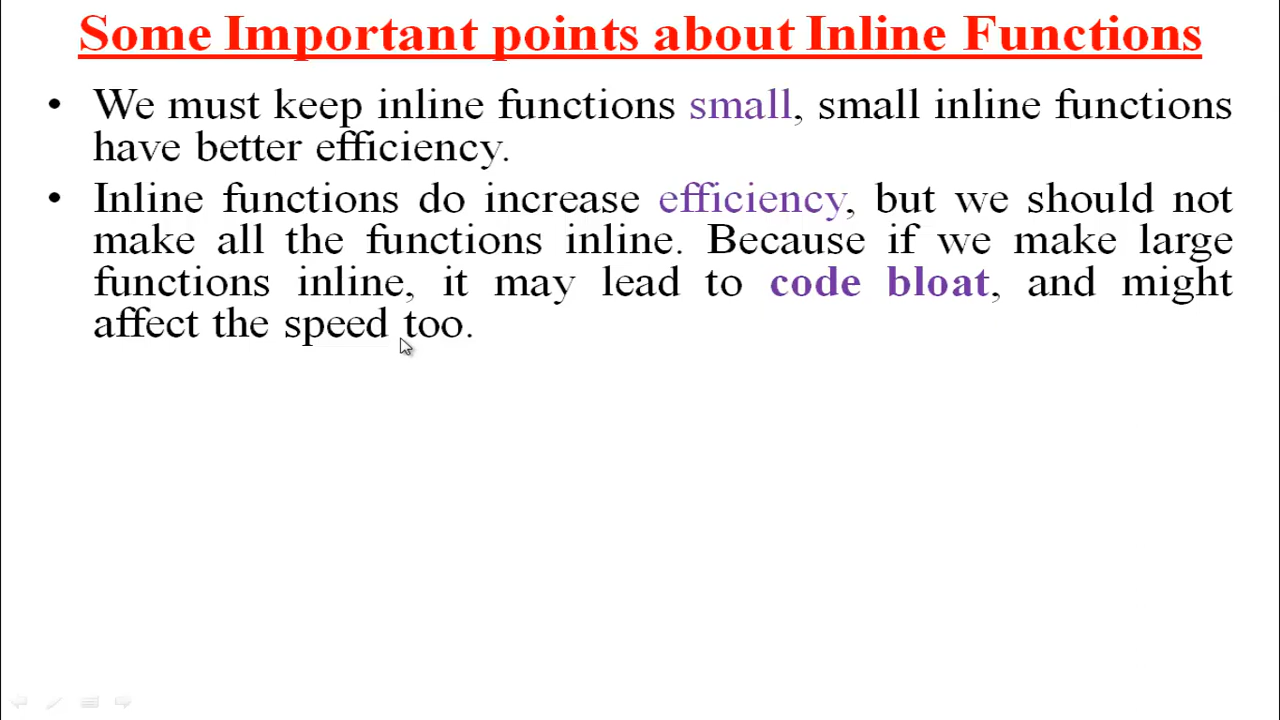 Some Important points about Inline Functions
• We must keep inline functions small, small inline functions
have better efficiency.
• Inline functions do increase efficiency, but we should not
make all the functions inline. Because if we make large
functions inline, it may lead to code bloat, and might
affect the speed too.